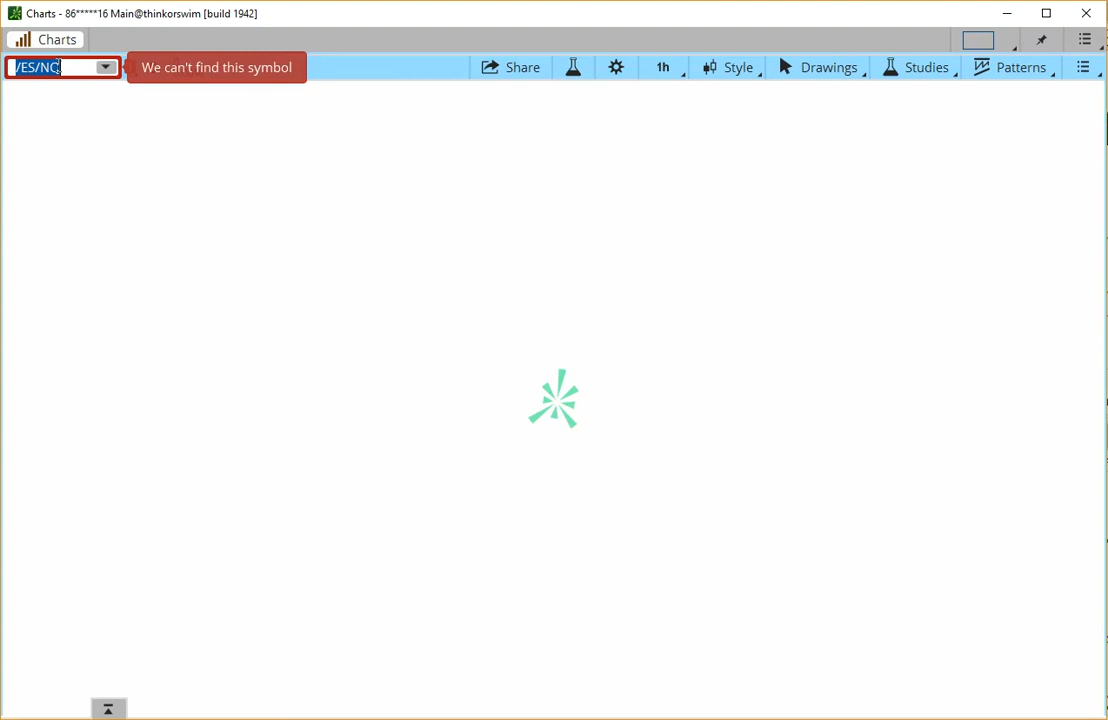 Charts - 86*****16 Main@thinkorswim [build 1942]
Charts
/ES/NQ
We can't find this symbol
Share
1h
Style
Drawings
Studies
Patterns